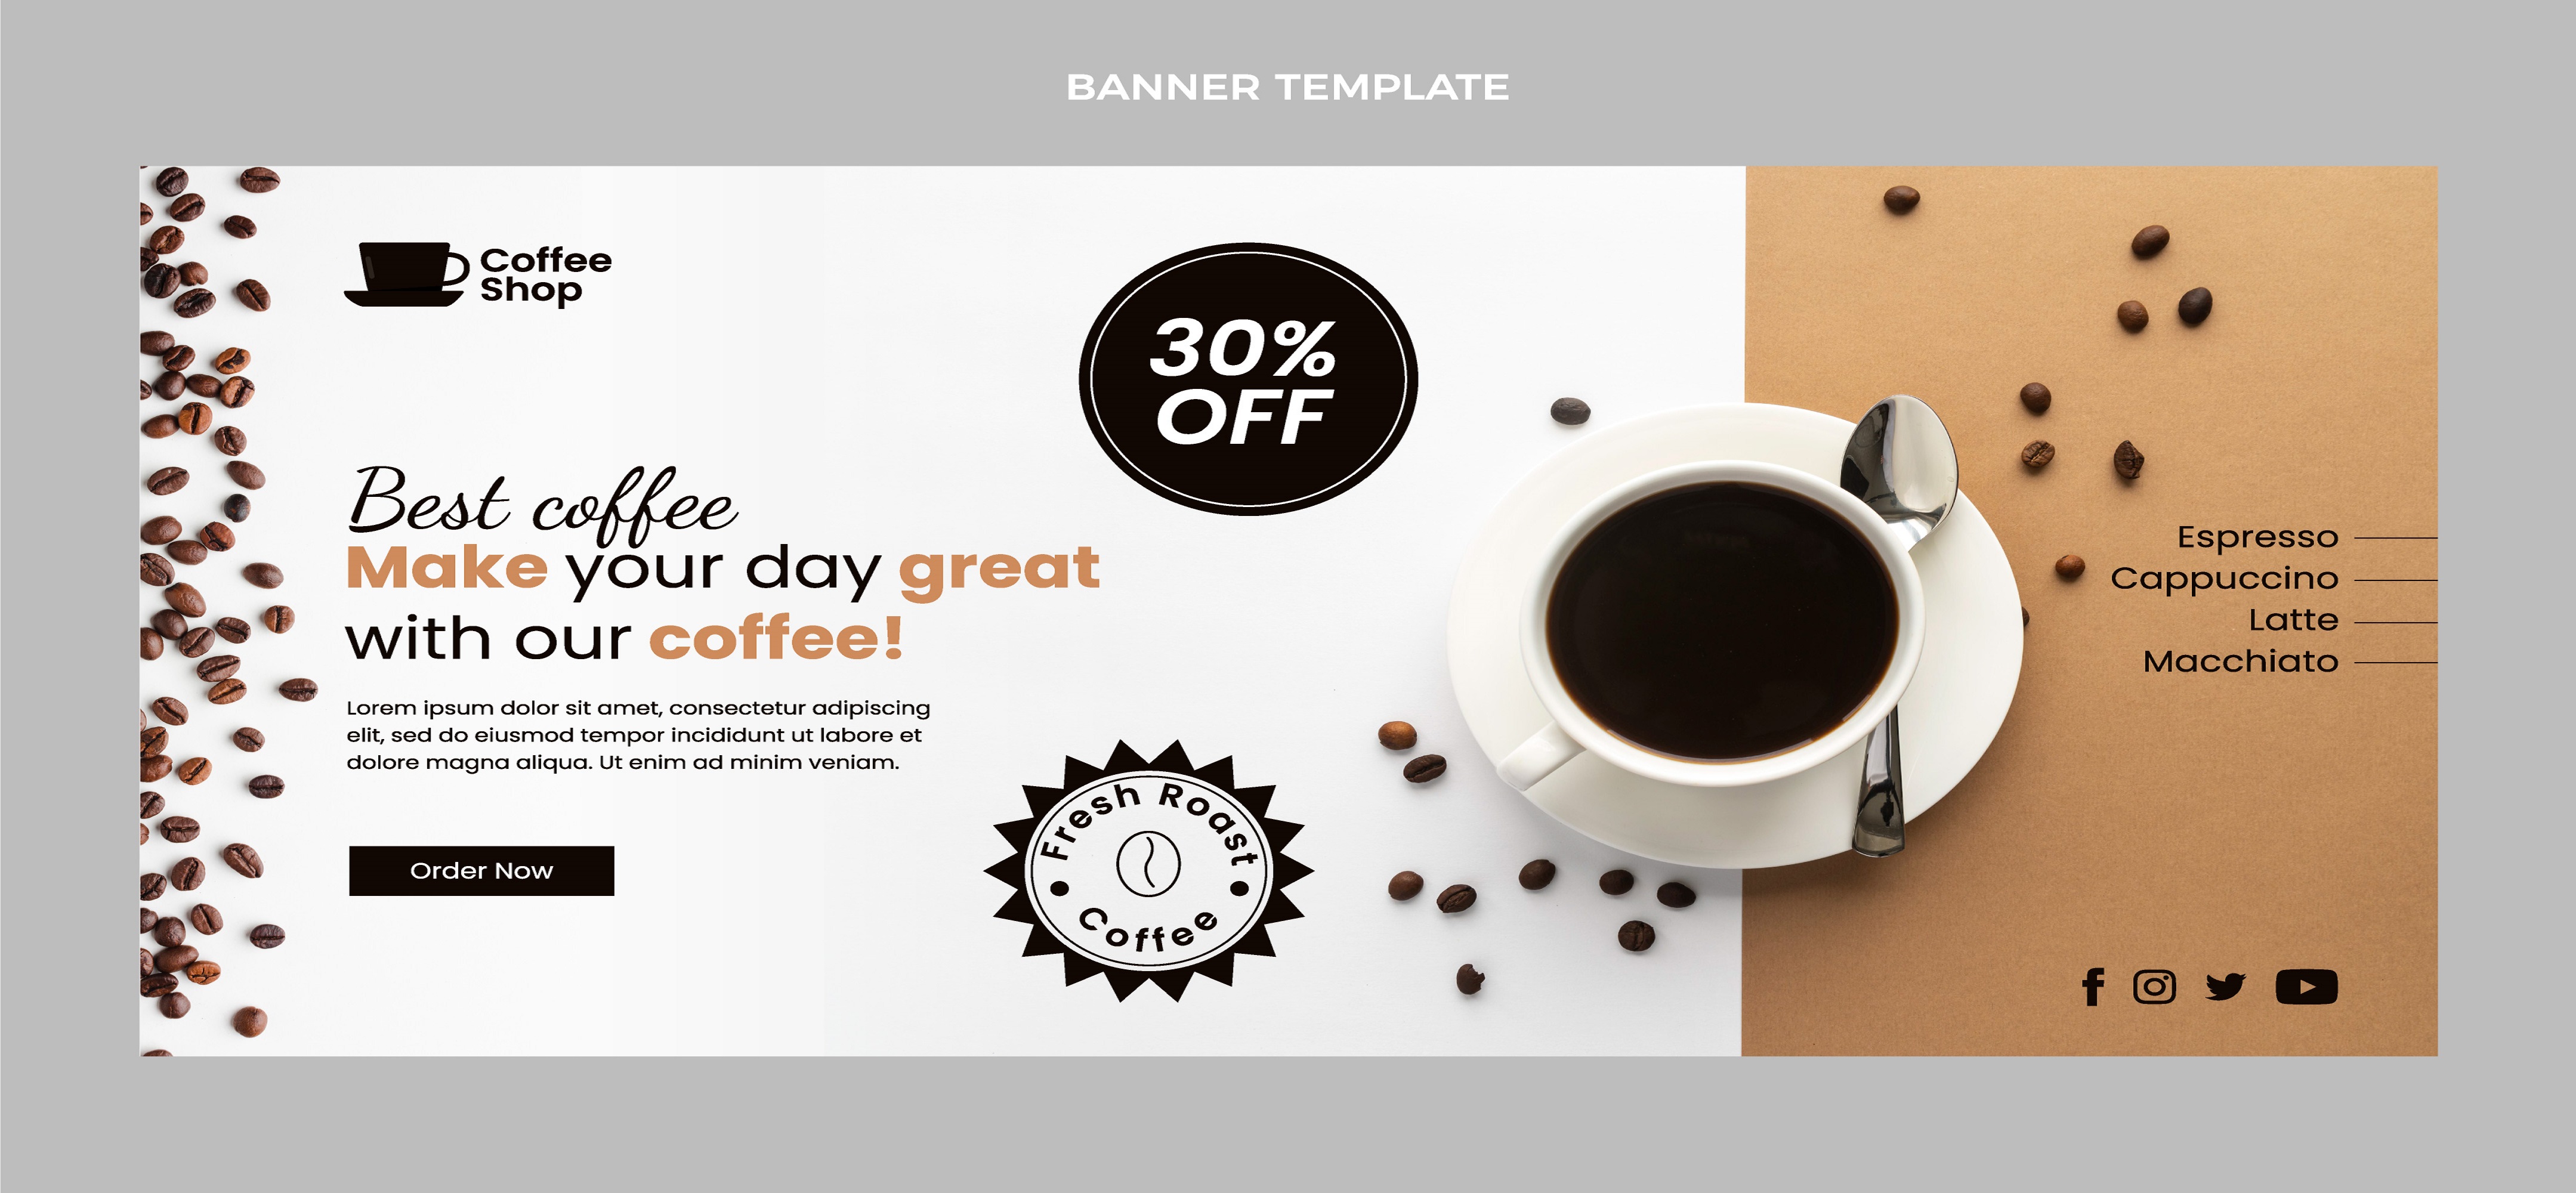 BANNER TEMPLATE
Coffee
Shop
30%
OFF
Best coffee
Make your day great
with our coffee!
Lorem ipsum dolor sit amet, consectetur adipiscing
elit, sed do eiusmod tempor incididunt ut labore et
dolore magna aliqua. Ut enim ad minim veniam.
Order Now
Fresh Roast
Coffee
Espresso
Cappuccino
Latte
Macchiato